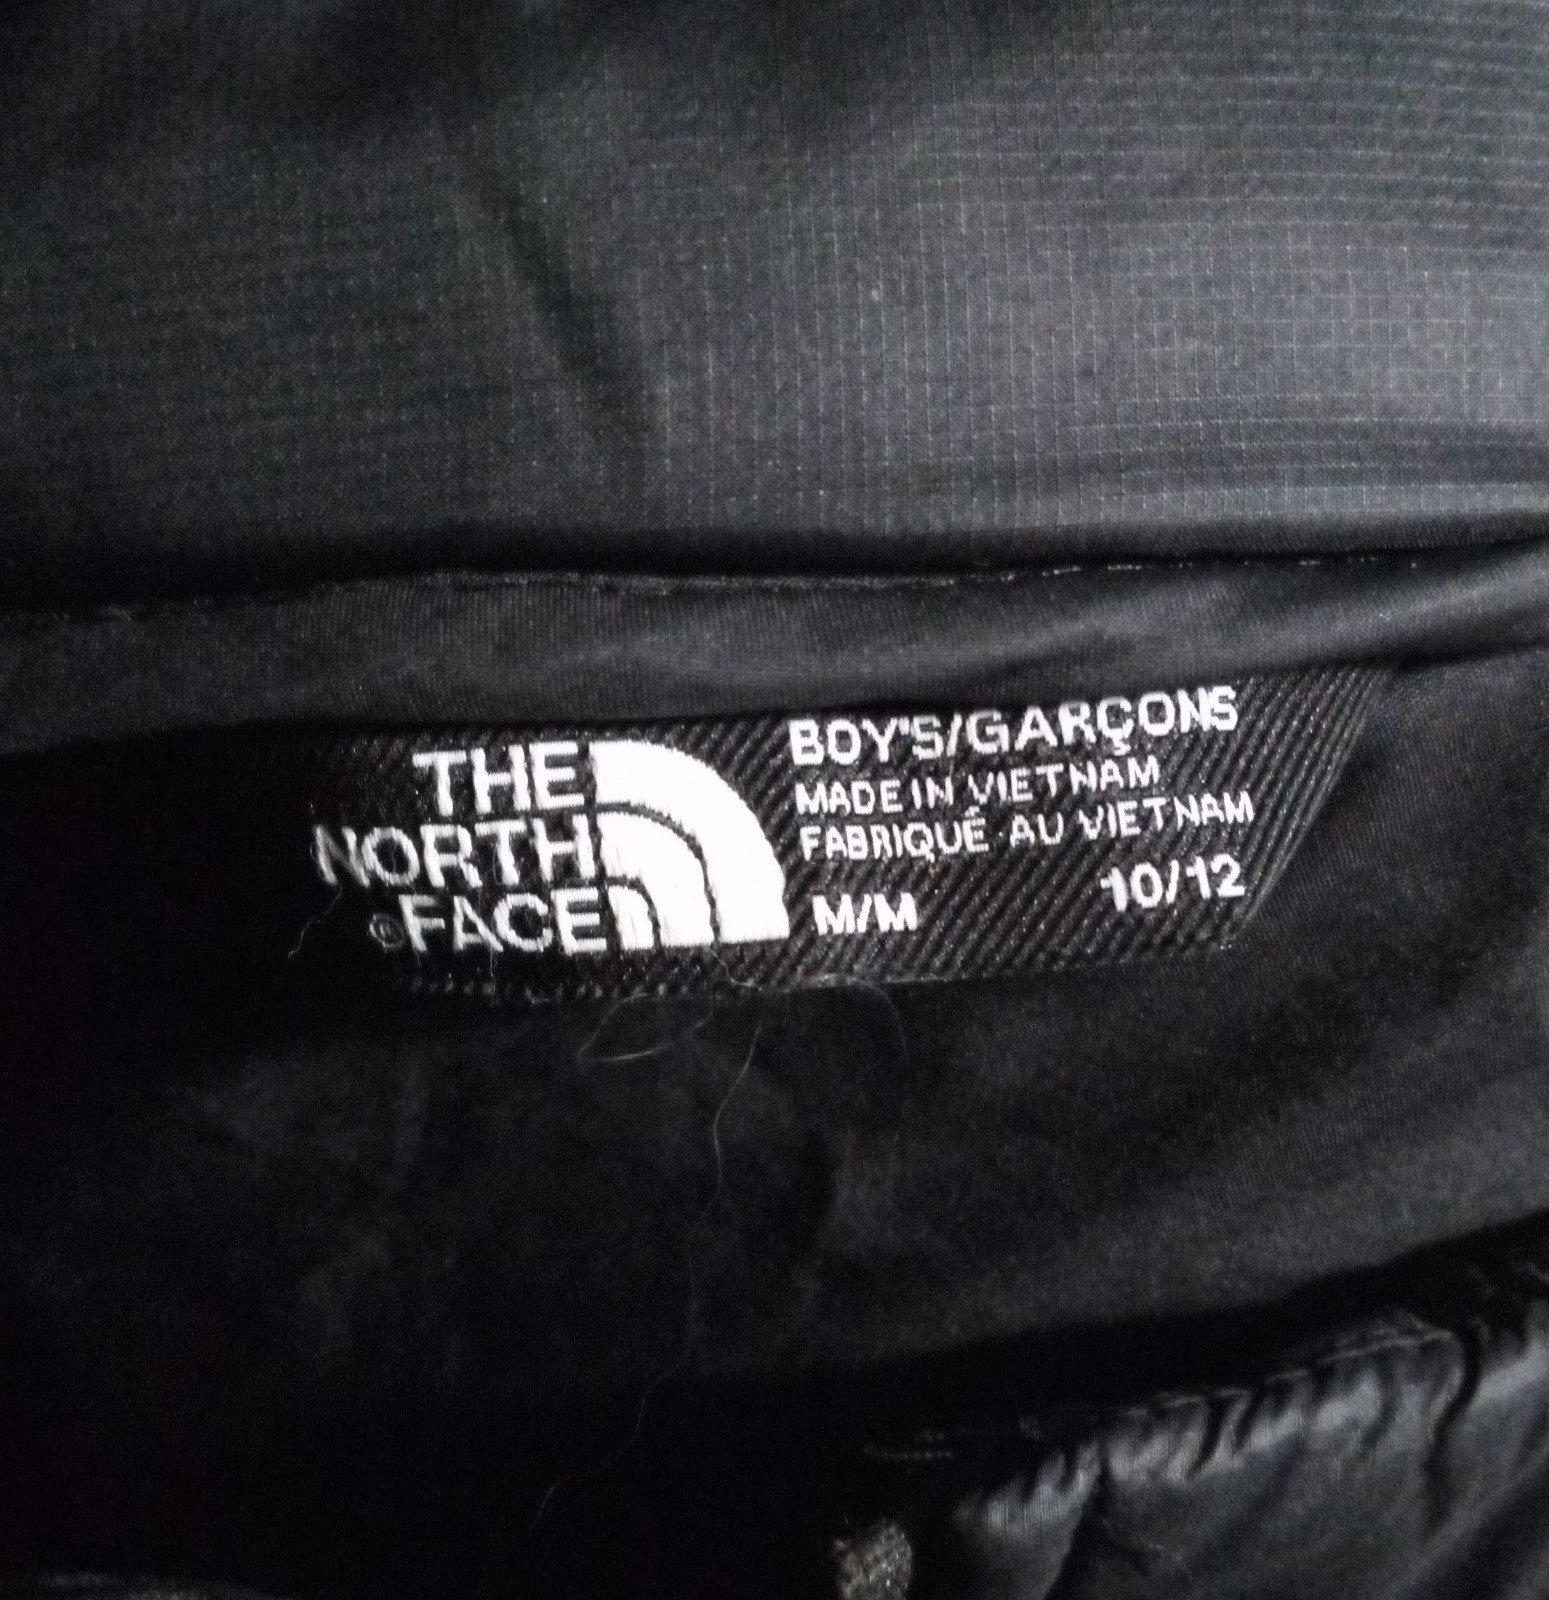 THE
NORTH
®FACE
BOY'S/GARÇONS
MADE IN VIETNAM
FABRIQUÉ AU VIETNAM
M/M 10/12